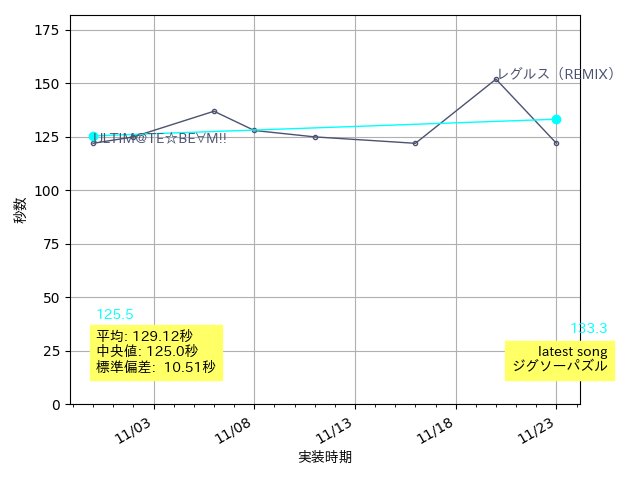 175
150
125
100
75
50
25
0
秒数
レグルス（REMIX）
ULTIM@TE☆BE∀M!!
125.5
平均: 129.12秒
中央値: 125.0秒
標準偏差:  10.51秒
133.3
latest song
ジグソーパズル
11/03
11/08
11/13
11/18
11/23
実装時期